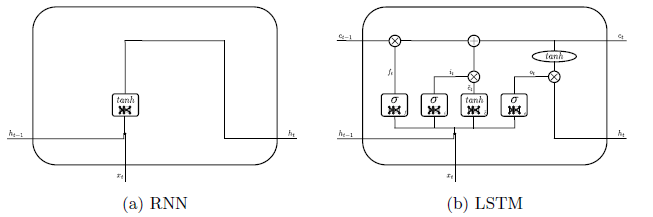 tanh
h_{t-1}
h_t
x_t
(a) RNN
c_{t-1}
c_t
tanh
f_t
i_t
c̃_t
o_t
σ
σ
tanh
σ
h_{t-1}
h_t
x_t
(b) LSTM